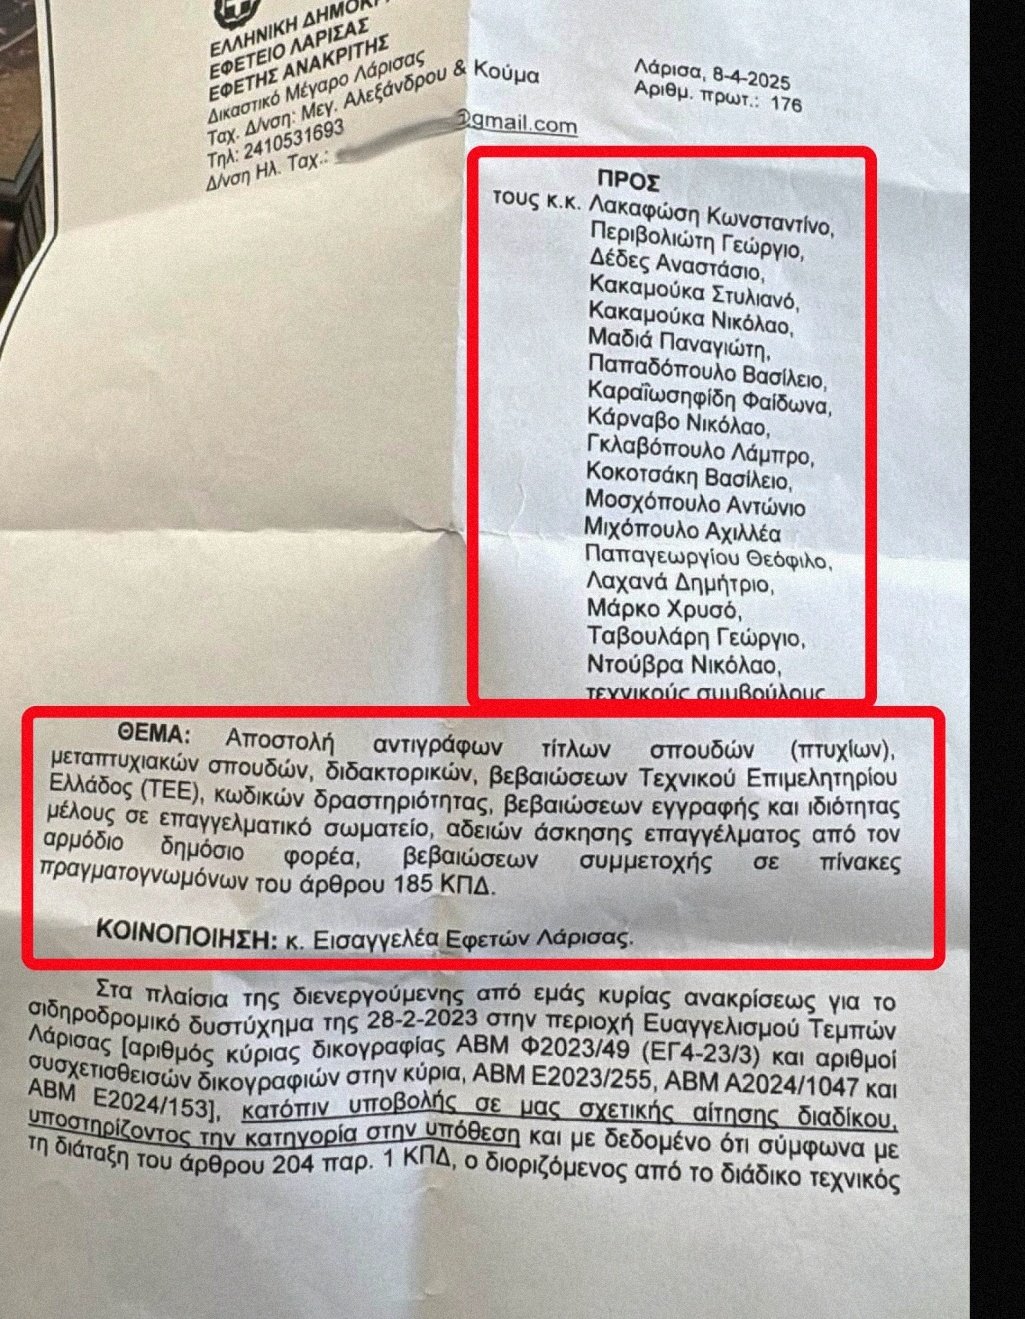 ΕΛΛΗΝΙΚΗ ΔΗΜΟΚΡ
ΕΦΕΤΕΙΟ ΛΑΡΙΣΑΣ
ΕΦΕΤΗΣ ΑΝΑΚΡΙΤΗΣ
Δικαστικό Μέγαρο Λάρισας
Ταχ. Δ/νση: Μεγ. Αλεξάνδρου & Κούμα
Τηλ: 2410531693
Δ/νση Ηλ. Ταχ.: @gmail.com
Λάρισα, 8-4-2025
Αριθμ. πρωτ.: 176
ΠΡΟΣ
τους κ.κ. Λακαφώση Κωνσταντίνο,
Περιβολιώτη Γεώργιο,
Δέδες Αναστάσιο,
Κακαμούκα Στυλιανό,
Κακαμούκα Νικόλαο,
Μαδιά Παναγιώτη,
Παπαδόπουλο Βασίλειο,
Καραϊωσηφίδη Φαίδωνα,
Κάρναβο Νικόλαο,
Γκλαβόπουλο Λάμπρο,
Κοκοτσάκη Βασίλειο,
Μοσχόπουλο Αντώνιο
Μιχόπουλο Αχιλλέα
Παπαγεωργίου Θεόφιλο,
Λαχανά Δημήτριο,
Μάρκο Χρυσό,
Ταβουλάρη Γεώργιο,
Ντούβρα Νικόλαο,
τεχνικούς συμβούλους
ΘΕΜΑ: Αποστολή αντιγράφων τίτλων σπουδών (πτυχίων),
μεταπτυχιακών σπουδών, διδακτορικών, βεβαιώσεων Τεχνικού Επιμελητηρίου
Ελλάδος (ΤΕΕ), κωδικών δραστηριότητας, βεβαιώσεων εγγραφής και ιδιότητας
μέλους σε επαγγελματικό σωματείο, αδειών άσκησης επαγγέλματος από τον
αρμόδιο δημόσιο φορέα, βεβαιώσεων συμμετοχής σε πίνακες
πραγματογνωμόνων του άρθρου 185 ΚΠΔ.
ΚΟΙΝΟΠΟΙΗΣΗ: κ. Εισαγγελέα Εφετών Λάρισας.
Στα πλαίσια της διενεργούμενης από εμάς κυρίας ανακρίσεως για το
σιδηροδρομικό δυστύχημα της 28-2-2023 στην περιοχή Ευαγγελισμού Τεμπών
Λάρισας [αριθμός κύριας δικογραφίας ΑΒΜ Φ2023/49 (ΕΓ4-23/3) και αριθμοί
συσχετισθεισών δικογραφιών στην κύρια, ΑΒΜ Ε2023/255, ΑΒΜ Α2024/1047 και
ΑΒΜ Ε2024/153], κατόπιν υποβολής σε μας σχετικής αίτησης διαδίκου,
υποστηρίζοντος την κατηγορία στην υπόθεση και με δεδομένο ότι σύμφωνα με
τη διάταξη του άρθρου 204 παρ. 1 ΚΠΔ, ο διοριζόμενος από το διάδικο τεχνικός